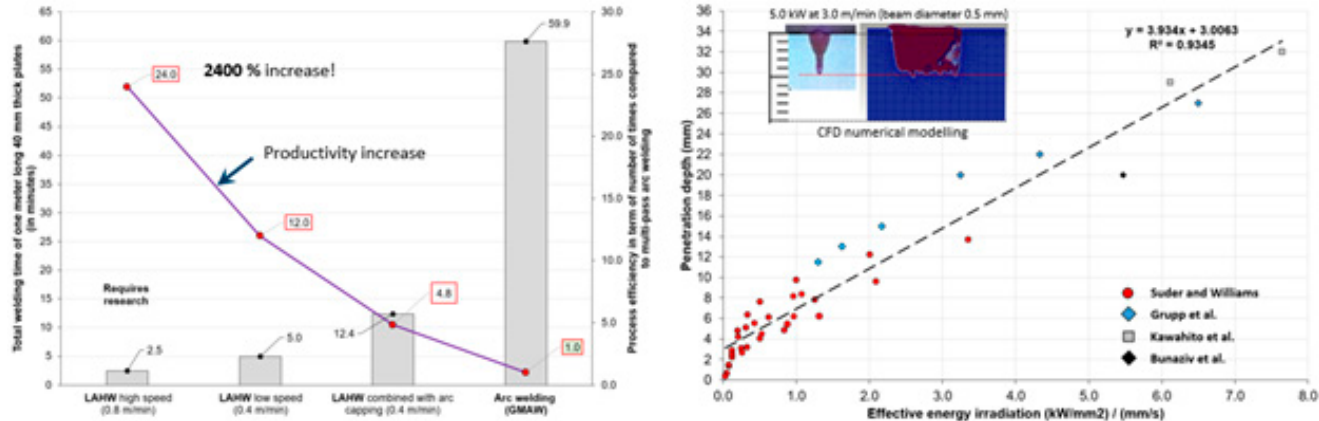 Total welding time of one meter long 40 mm thick plates
(in minutes)
65
60
55
50
45
40
35
30
25
20
15
10
5
0
24.0
2400 % increase!
Productivity increase
12.0
Requires
research
2.5
5.0
12.4
4.8
59.9
1.0
30.0
25.0
20.0
15.0
10.0
5.0
0.0
Process efficiency in term of number of times compared
to multi-pass arc welding
LAHW high speed
(0.8 m/min)
LAHW low speed
(0.4 m/min)
LAHW combined with arc
capping (0.4 m/min)
Arc welding
(GMAW)
5.0 kW at 3.0 m/min (beam diameter 0.5 mm)
CFD numerical modelling
y = 3.934x + 3.0063
R² = 0.9345
Penetration depth (mm)
36
34
32
30
28
26
24
22
20
18
16
14
12
10
8
6
4
2
0
Suder and Williams
Grupp et al.
Kawahito et al.
Bunaziv et al.
0.0
1.0
2.0
3.0
4.0
5.0
6.0
7.0
8.0
Effective energy irradiation (kW/mm2) / (mm/s)